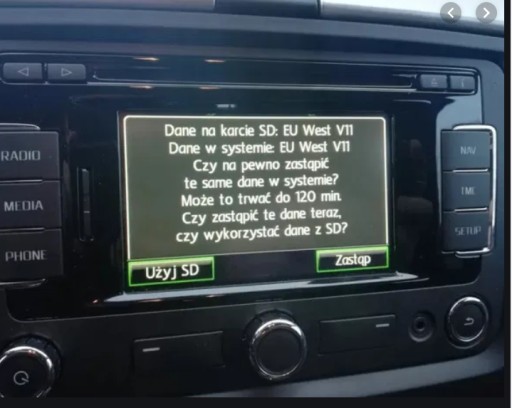 Dane na karcie SD: EU West V11
Dane w systemie: EU West V11
Czy na pewno zastąpić
te same dane w systemie?
Może to trwać do 120 min.
Czy zastąpić te dane teraz,
czy wykorzystać dane z SD?
Użyj SD
Zastąp
RADIO
MEDIA
PHONE
NAV
TMC
SETUP